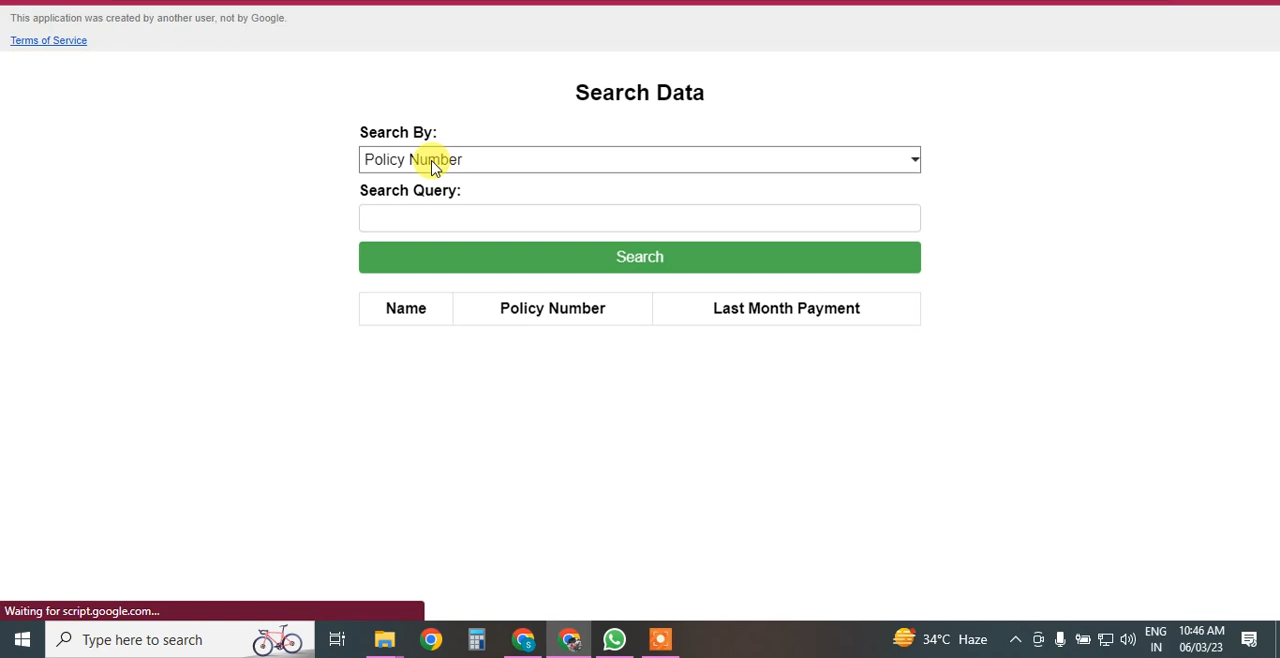 This application was created by another user, not by Google.
Terms of Service
Search Data
Search By:
Policy Number
Search Query:
Search
Name Policy Number Last Month Payment
Waiting for script.google.com...
Type here to search
34°C Haze
ENG
IN
10:46 AM
06/03/23